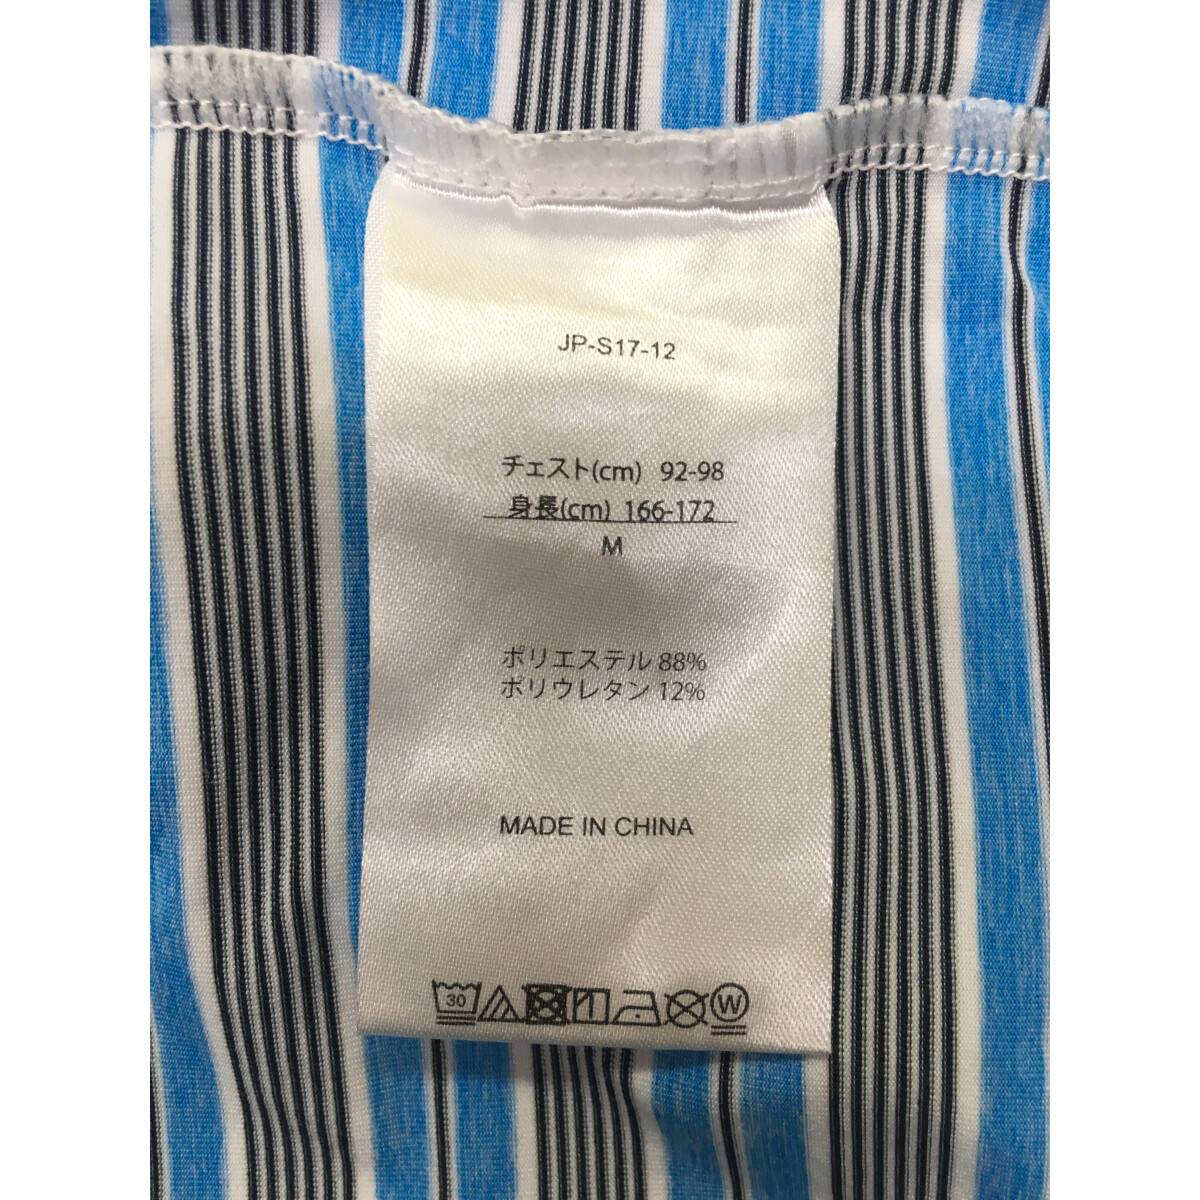 JP-S17-12
チェスト(cm) 92-98
身長(cm) 166-172
M
ポリエステル 88%
ポリウレタン 12%
MADE IN CHINA
30 W